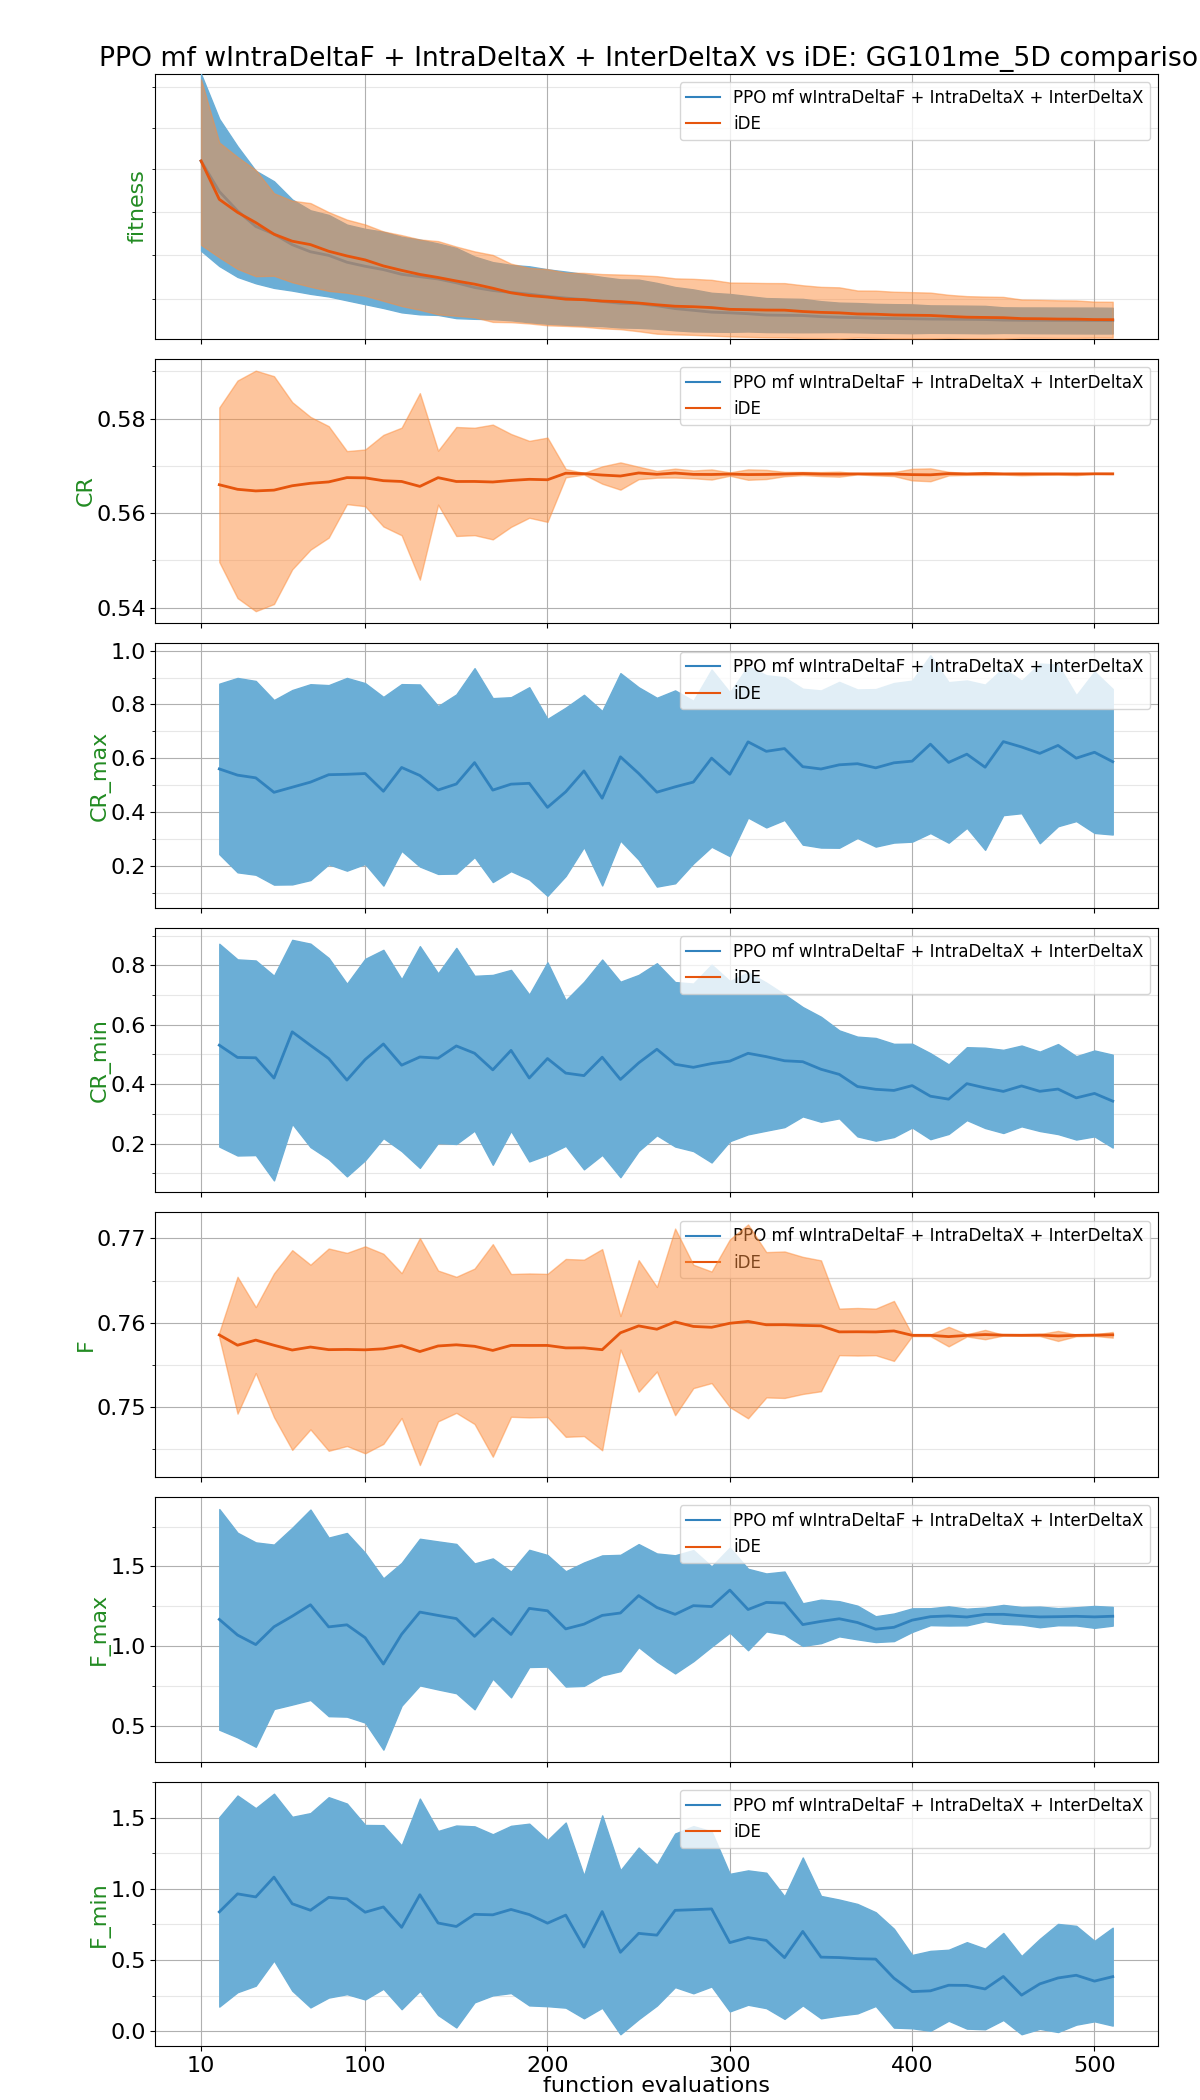 PPO mf wIntraDeltaF + IntraDeltaX + InterDeltaX vs iDE: GG101me_5D compariso
PPO mf wIntraDeltaF + IntraDeltaX + InterDeltaX
iDE
fitness
PPO mf wIntraDeltaF + IntraDeltaX + InterDeltaX
iDE
0.58
0.56
0.54
CR
PPO mf wIntraDeltaF + IntraDeltaX + InterDeltaX
iDE
1.0
0.8
0.6
0.4
0.2
CR_max
PPO mf wIntraDeltaF + IntraDeltaX + InterDeltaX
iDE
0.8
0.6
0.4
0.2
CR_min
PPO mf wIntraDeltaF + IntraDeltaX + InterDeltaX
iDE
0.77
0.76
0.75
F
PPO mf wIntraDeltaF + IntraDeltaX + InterDeltaX
iDE
1.5
1.0
0.5
F_max
PPO mf wIntraDeltaF + IntraDeltaX + InterDeltaX
iDE
1.5
1.0
0.5
0.0
F_min
10 100 200 300 400 500
function evaluations